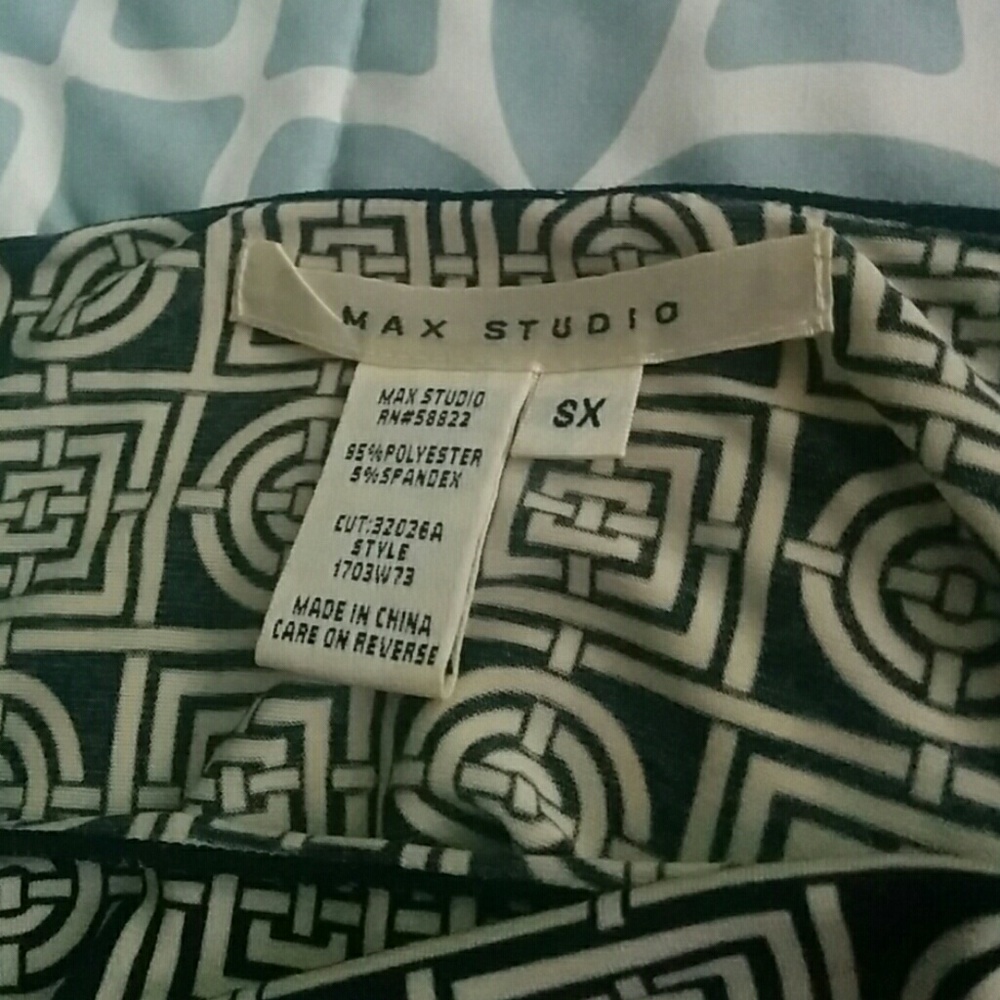 MAX STUDIO
MAX STUDIO
RN#58822
SX
95%POLYESTER
5%SPANDEX
CUT:32026A
STYLE
1703W73
MADE IN CHINA
CARE ON REVERSE